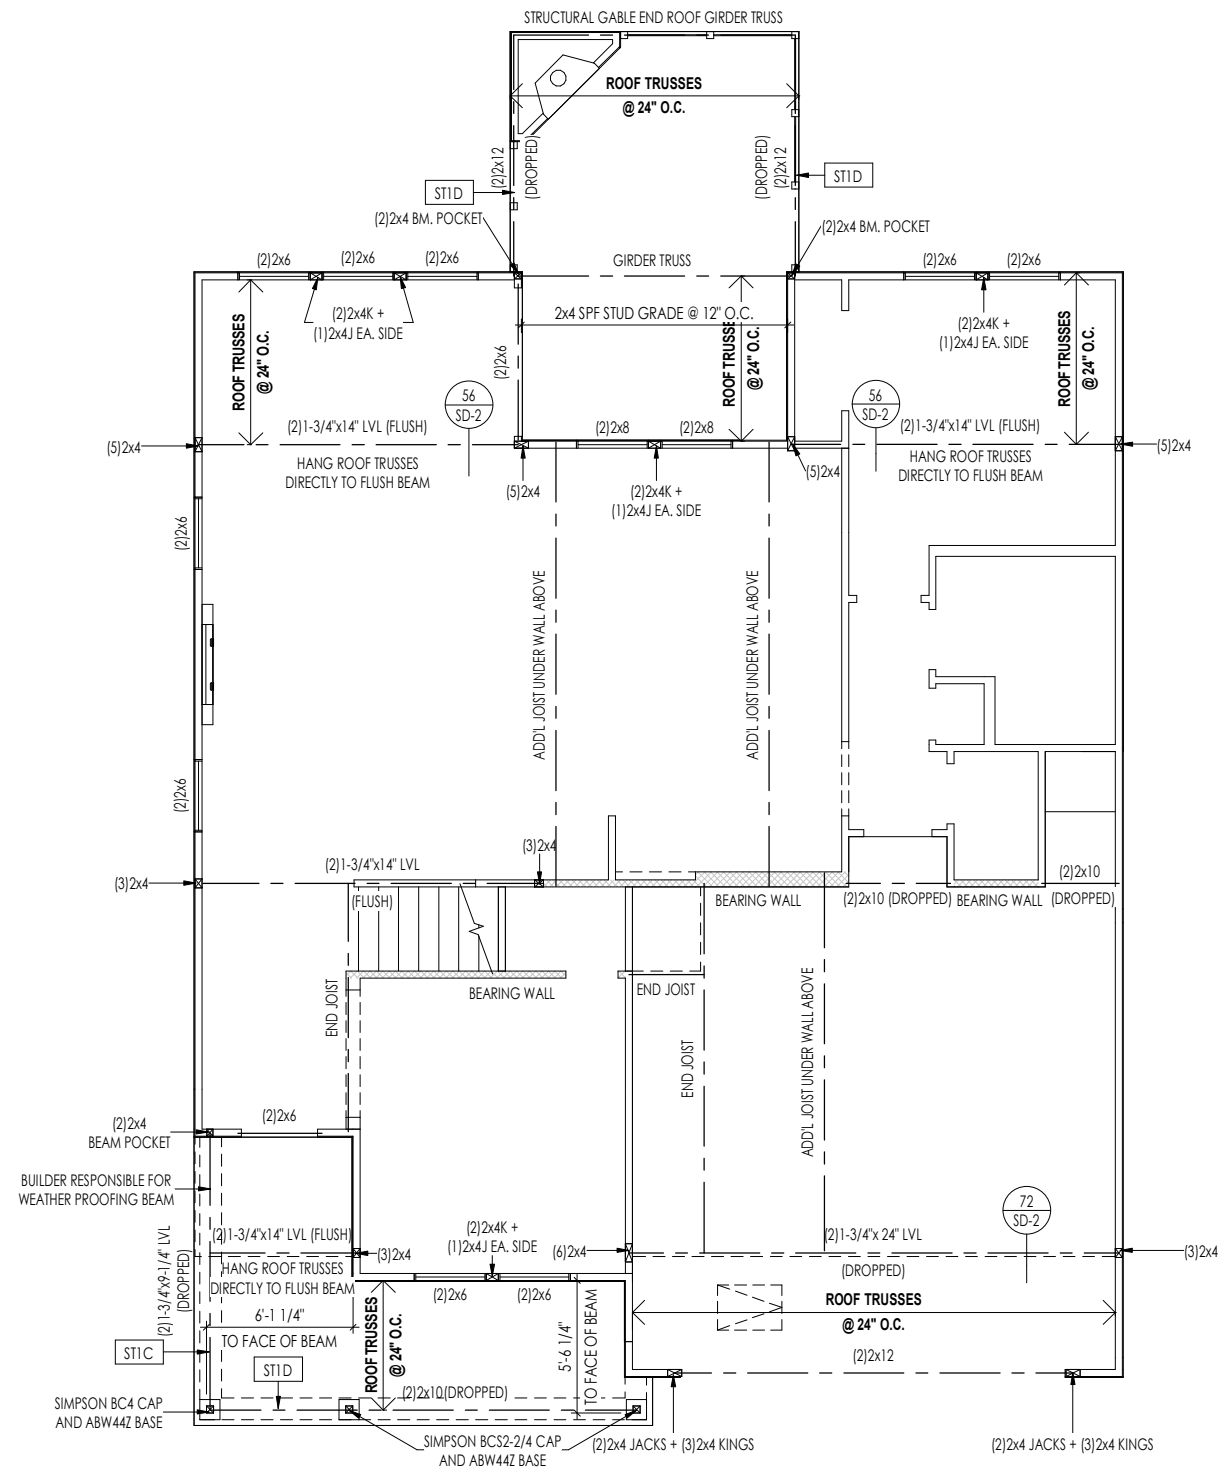 STRUCTURAL GABLE END ROOF GIRDER TRUSS
ROOF TRUSSES
@ 24" O.C.
(2)2x12
(DROPPED)
(DROPPED)
(2)2x12
ST1D
ST1D
(2)2x4 BM. POCKET
(2)2x4 BM. POCKET
(2)2x6
(2)2x6
(2)2x6
GIRDER TRUSS
(2)2x6
(2)2x6
(2)2x4K +
(1)2x4J EA. SIDE
2x4 SPF STUD GRADE @ 12" O.C.
(2)2x4K +
(1)2x4J EA. SIDE
ROOF TRUSSES
@ 24" O.C.
(2)2x6
ROOF TRUSSES
@ 24" O.C.
ROOF TRUSSES
@ 24" O.C.
56
SD-2
56
SD-2
(2)1-3/4"x14" LVL (FLUSH)
(2)2x8
(2)2x8
(2)1-3/4"x14" LVL (FLUSH)
(5)2x4
(5)2x4
HANG ROOF TRUSSES
DIRECTLY TO FLUSH BEAM
(5)2x4
(2)2x4K +
(1)2x4J EA. SIDE
(5)2x4
HANG ROOF TRUSSES
DIRECTLY TO FLUSH BEAM
(2)2x6
ADD'L JOIST UNDER WALL ABOVE
ADD'L JOIST UNDER WALL ABOVE
(2)2x6
(3)2x4
(2)1-3/4"x14" LVL
(3)2x4
(FLUSH)
BEARING WALL
(2)2x10 (DROPPED)
BEARING WALL
(2)2x10
(DROPPED)
END JOIST
BEARING WALL
END JOIST
END JOIST
ADD'L JOIST UNDER WALL ABOVE
(2)2x4
BEAM POCKET
(2)2x6
BUILDER RESPONSIBLE FOR
WEATHER PROOFING BEAM
72
SD-2
(2)1-3/4"x9-1/4" LVL
(DROPPED)
(2)1-3/4"x14" LVL (FLUSH)
(3)2x4
(2)2x4K +
(1)2x4J EA. SIDE
(6)2x4
(2)1-3/4"x 24" LVL
(DROPPED)
(3)2x4
HANG ROOF TRUSSES
DIRECTLY TO FLUSH BEAM
(2)2x6
(2)2x6
6'-1 1/4"
TO FACE OF BEAM
ROOF TRUSSES
@ 24" O.C.
5'-6 1/4"
TO FACE OF BEAM
ROOF TRUSSES
@ 24" O.C.
(2)2x12
ST1C
ST1D
(2)2x10(DROPPED)
SIMPSON BC4 CAP
AND ABW44Z BASE
SIMPSON BCS2-2/4 CAP
AND ABW44Z BASE
(2)2x4 JACKS + (3)2x4 KINGS
(2)2x4 JACKS + (3)2x4 KINGS